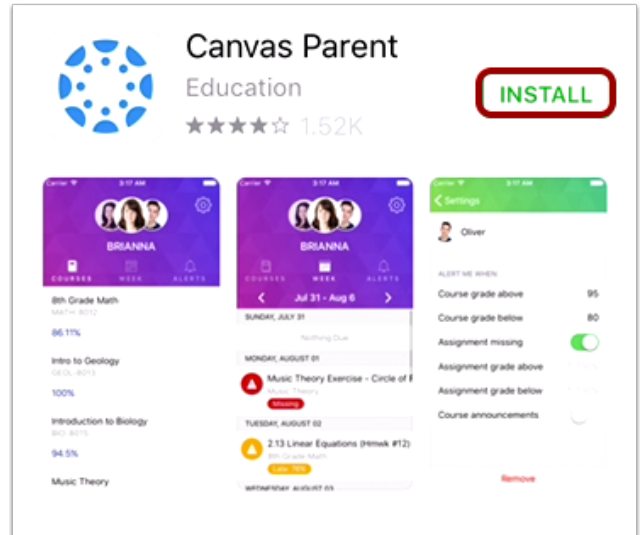 Canvas Parent
Education
INSTALL
★★★★☆ 1.52K
Carrier 3:17 AM
BRIANNA
COURSES WEEK ALERTS
8th Grade Math
MATH-8012
86.11%
Intro to Geology
GEOL-8013
100%
Introduction to Biology
BIO-8015
94.5%
Music Theory
Carrier 3:17 AM
BRIANNA
COURSES WEEK ALERTS
Jul 31 - Aug 6
SUNDAY, JULY 31
Nothing Due
MONDAY, AUGUST 01
Music Theory Exercise - Circle of F
Music Theory
Missing
TUESDAY, AUGUST 02
2.13 Linear Equations (Hmwk #12)
8th Grade Math
Late: 76%
WEDNESDAY, AUGUST 03
Carrier 3:17 AM
Settings
Oliver
ALERT ME WHEN
Course grade above 95
Course grade below 80
Assignment missing
Assignment grade above
Assignment grade below
Course announcements
Remove